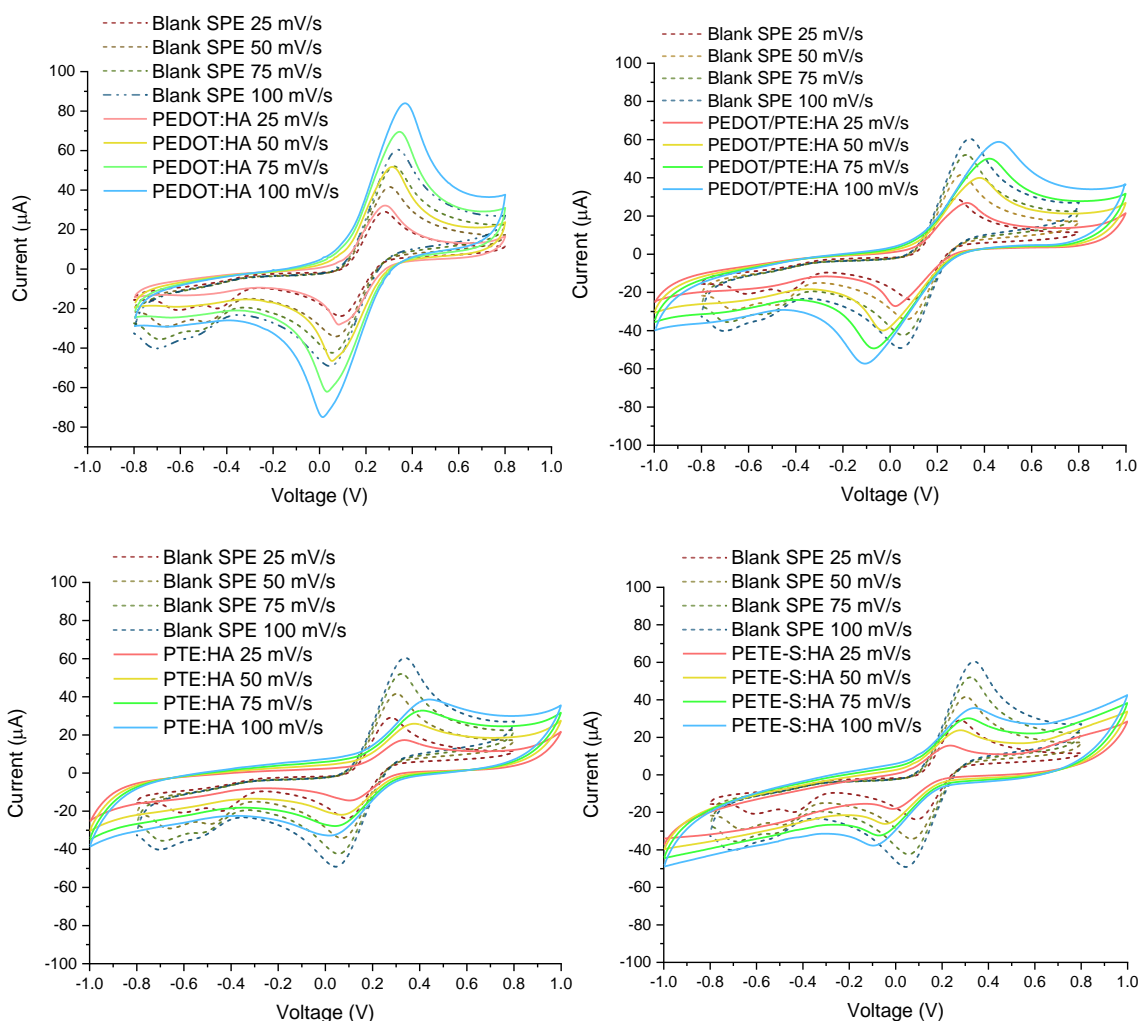 Blank SPE 25 mV/s
Blank SPE 50 mV/s
Blank SPE 75 mV/s
Blank SPE 100 mV/s
PEDOT:HA 25 mV/s
PEDOT:HA 50 mV/s
PEDOT:HA 75 mV/s
PEDOT:HA 100 mV/s
100
80
60
40
20
0
-20
-40
-60
-80
Current (μA)
-1.0 -0.8 -0.6 -0.4 -0.2 0.0 0.2 0.4 0.6 0.8 1.0
Voltage (V)
Blank SPE 25 mV/s
Blank SPE 50 mV/s
Blank SPE 75 mV/s
Blank SPE 100 mV/s
PEDOT/PTE:HA 25 mV/s
PEDOT/PTE:HA 50 mV/s
PEDOT/PTE:HA 75 mV/s
PEDOT/PTE:HA 100 mV/s
100
80
60
40
20
0
-20
-40
-60
-80
-100
Current (μA)
-1.0 -0.8 -0.6 -0.4 -0.2 0.0 0.2 0.4 0.6 0.8 1.0
Voltage (V)
Blank SPE 25 mV/s
Blank SPE 50 mV/s
Blank SPE 75 mV/s
Blank SPE 100 mV/s
PTE:HA 25 mV/s
PTE:HA 50 mV/s
PTE:HA 75 mV/s
PTE:HA 100 mV/s
100
80
60
40
20
0
-20
-40
-60
-80
-100
Current (μA)
-1.0 -0.8 -0.6 -0.4 -0.2 0.0 0.2 0.4 0.6 0.8 1.0
Voltage (V)
Blank SPE 25 mV/s
Blank SPE 50 mV/s
Blank SPE 75 mV/s
Blank SPE 100 mV/s
PETE-S:HA 25 mV/s
PETE-S:HA 50 mV/s
PETE-S:HA 75 mV/s
PETE-S:HA 100 mV/s
100
80
60
40
20
0
-20
-40
-60
-80
-100
Current (μA)
-1.0 -0.8 -0.6 -0.4 -0.2 0.0 0.2 0.4 0.6 0.8 1.0
Voltage (V)